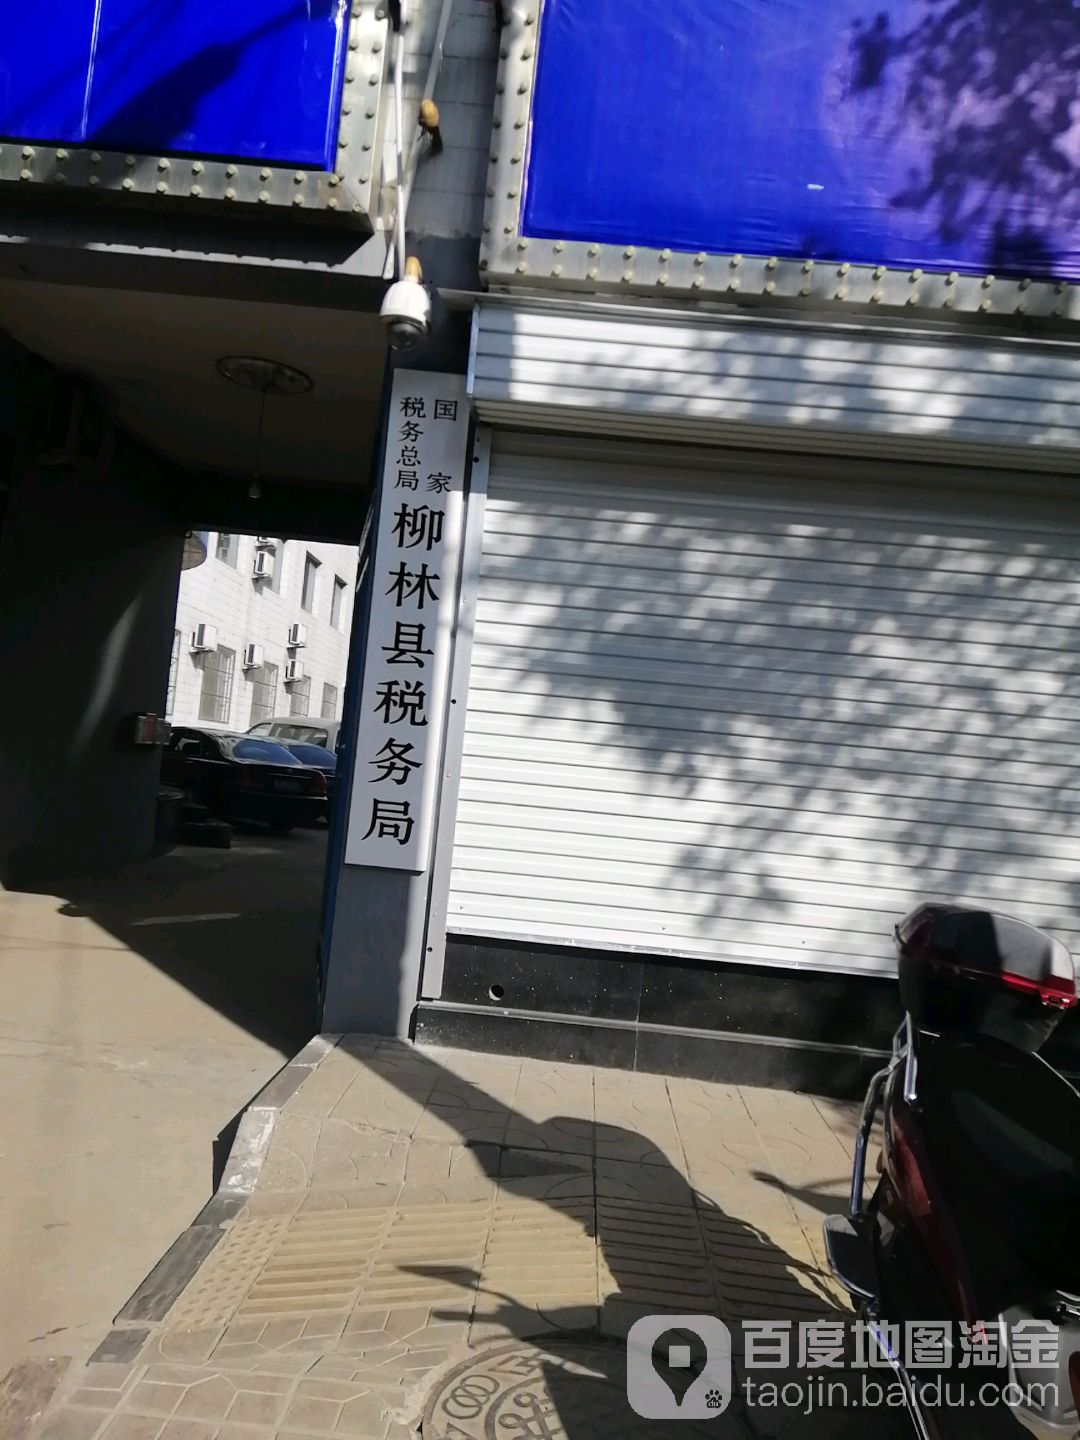 国家
税务总局
柳林县税务局
百度地图淘金
taojin.baidu.com
du